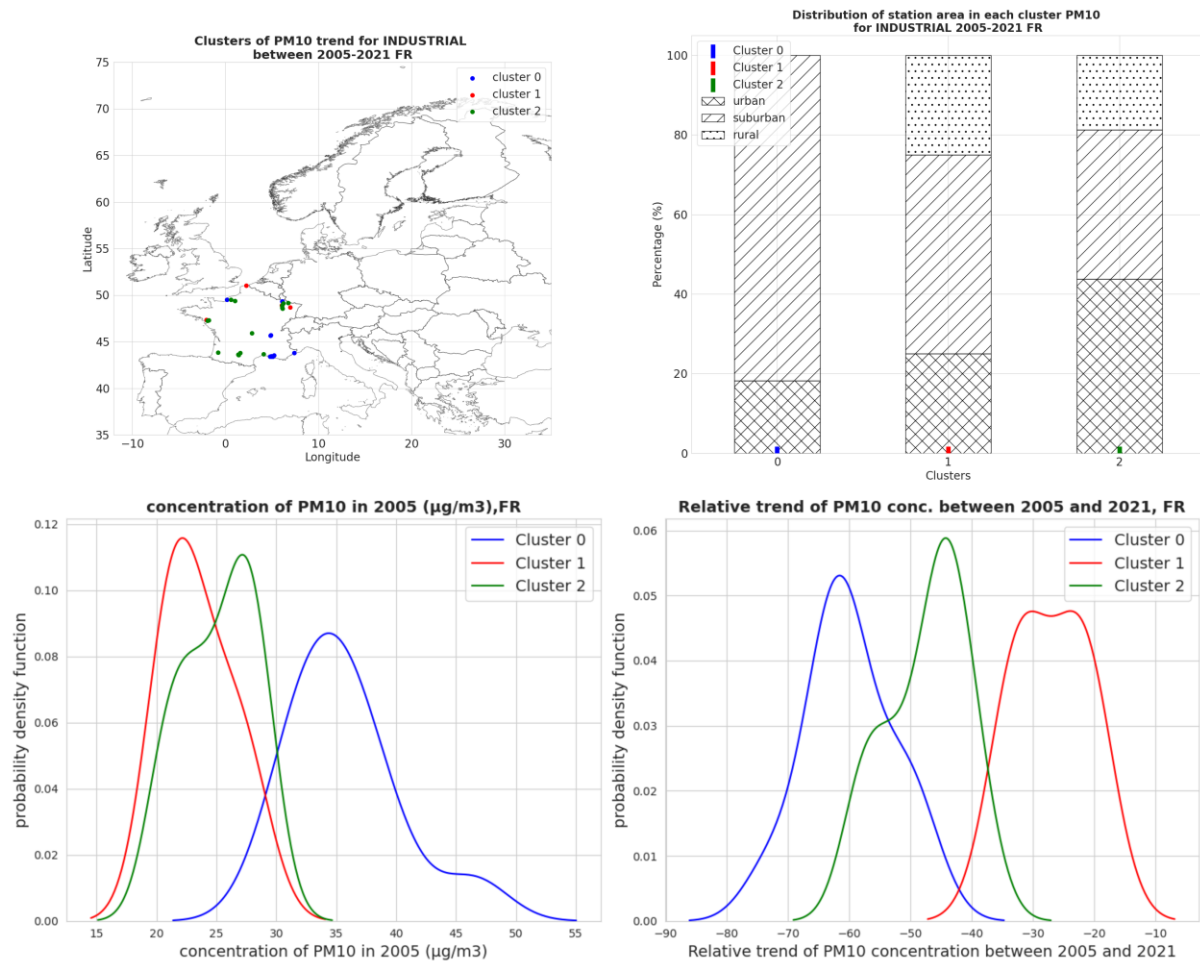 Clusters of PM10 trend for INDUSTRIAL
between 2005-2021 FR
75
70
65
60
55
50
45
40
35
Latitude
cluster 0
cluster 1
cluster 2
−10
0
10
20
30
Longitude
Distribution of station area in each cluster PM10
for INDUSTRIAL 2005-2021 FR
100
80
60
40
20
0
Percentage (%)
Cluster 0
Cluster 1
Cluster 2
urban
suburban
rural
0
1
2
Clusters
concentration of PM10 in 2005 (µg/m3),FR
0.12
0.10
0.08
0.06
0.04
0.02
0.00
probability density function
Cluster 0
Cluster 1
Cluster 2
15
20
25
30
35
40
45
50
55
concentration of PM10 in 2005 (µg/m3)
Relative trend of PM10 conc. between 2005 and 2021, FR
0.06
0.05
0.04
0.03
0.02
0.01
0.00
probability density function
Cluster 0
Cluster 1
Cluster 2
−90
−80
−70
−60
−50
−40
−30
−20
−10
Relative trend of PM10 concentration between 2005 and 2021